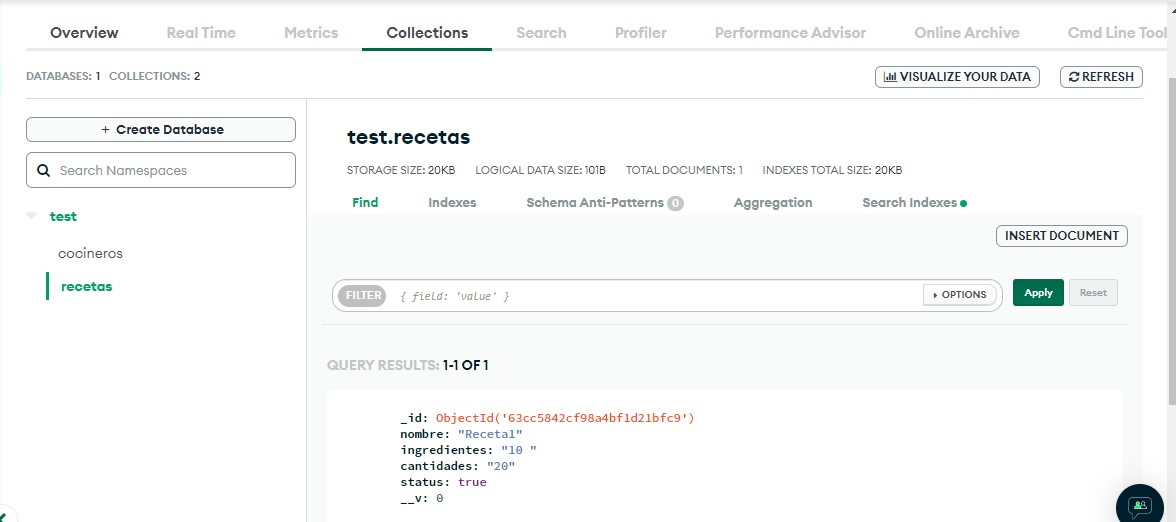 Overview Real Time Metrics Collections Search Profiler Performance Advisor Online Archive Cmd Line Tool
DATABASES: 1 COLLECTIONS: 2
VISUALIZE YOUR DATA
REFRESH
+ Create Database
Search Namespaces
test
cocineros
recetas
test.recetas
STORAGE SIZE: 20KB LOGICAL DATA SIZE: 101B TOTAL DOCUMENTS: 1 INDEXES TOTAL SIZE: 20KB
Find Indexes Schema Anti-Patterns 0 Aggregation Search Indexes
INSERT DOCUMENT
FILTER { field: 'value' } OPTIONS Apply Reset
QUERY RESULTS: 1-1 OF 1
_id: ObjectId('63cc5842cf98a4bf1d21bfc9')
nombre: "Receta1"
ingredientes: "10 "
cantidades: "20"
status: true
__v: 0